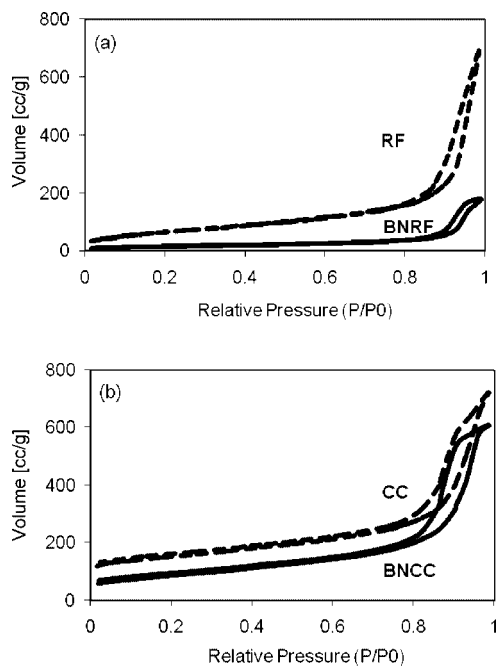 (a)
800
600
400
200
0
Volume [cc/g]
RF
BNRF
0
0.2
0.4
0.6
0.8
1
Relative Pressure (P/P0)
(b)
800
600
400
200
0
Volume [cc/g]
CC
BNCC
0
0.2
0.4
0.6
0.8
1
Relative Pressure (P/P0)